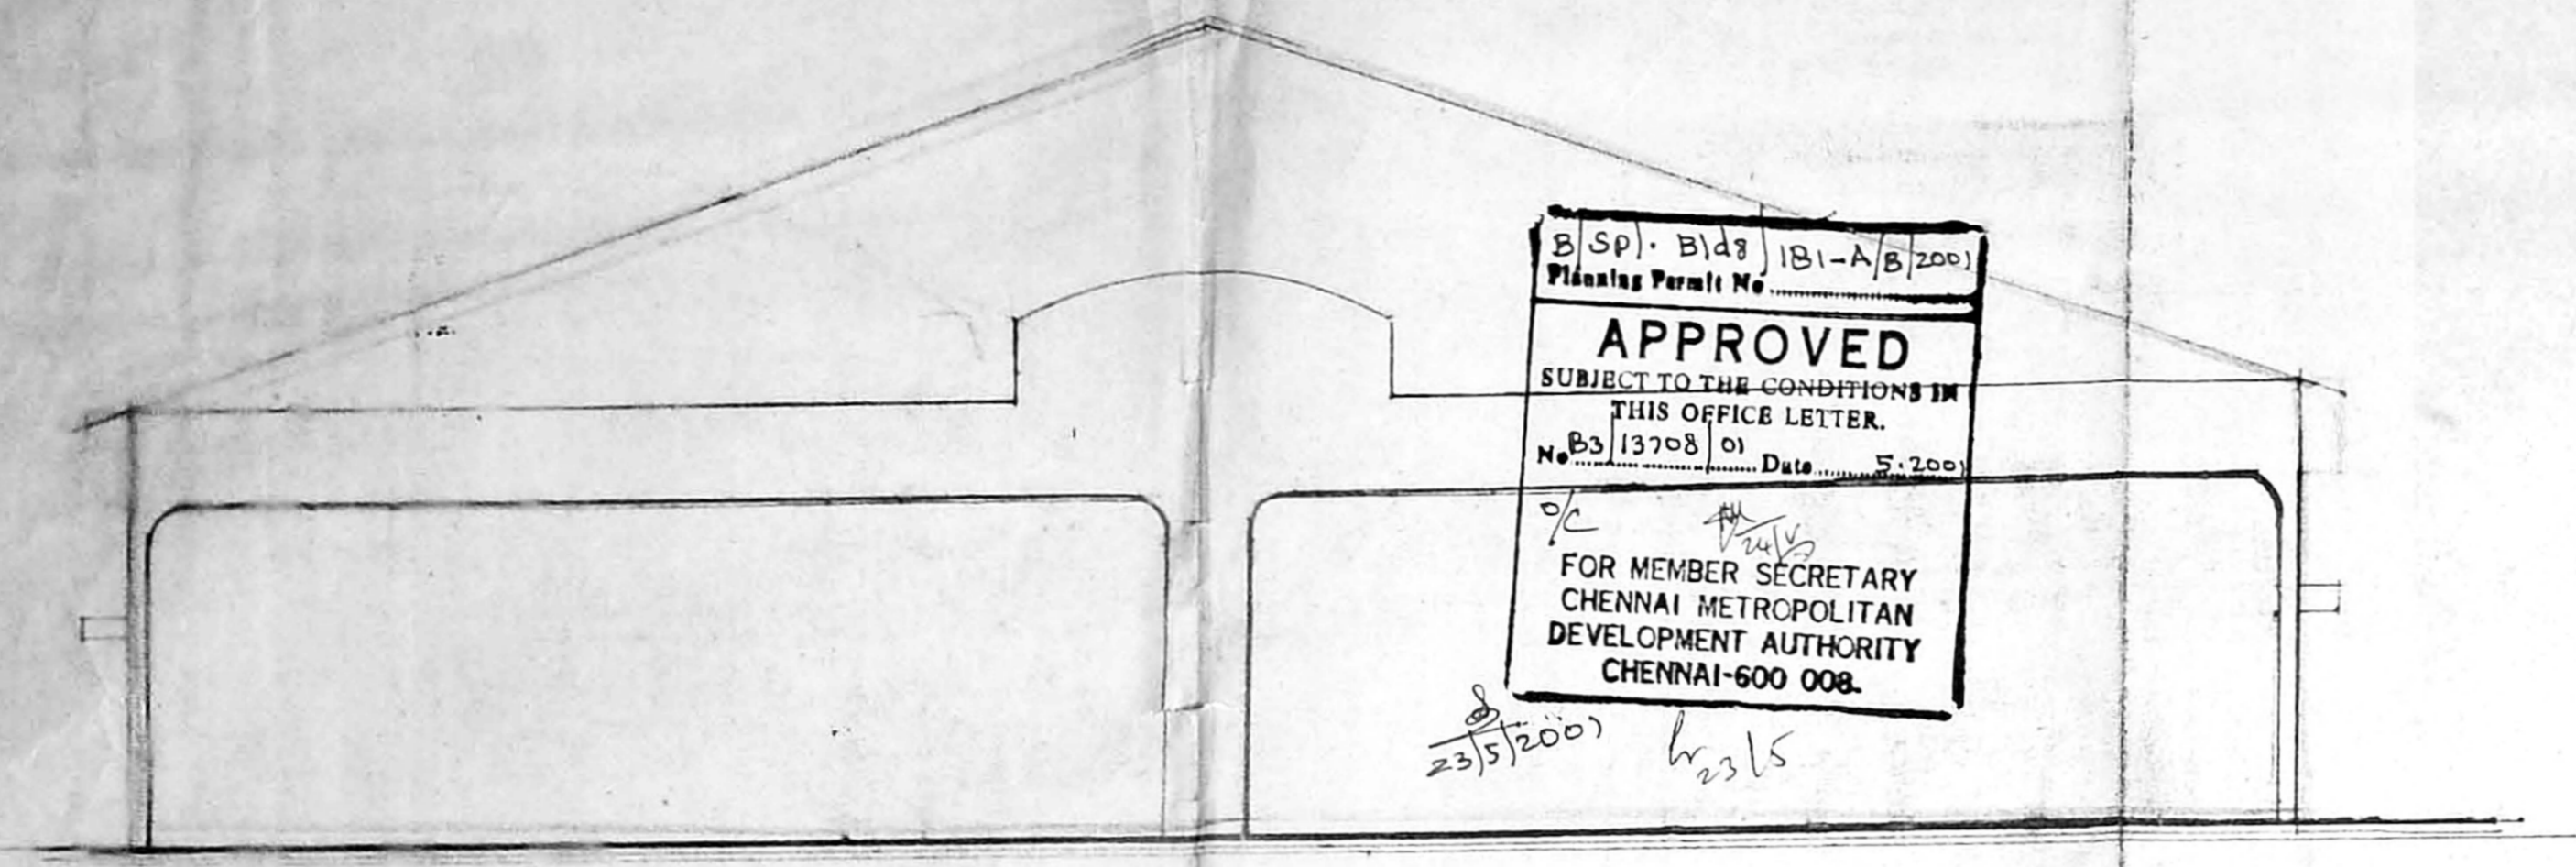 B/Spl. Bldg/181-A/B/2001
Planning Permit No
APPROVED
SUBJECT TO THE CONDITIONS IN
THIS OFFICE LETTER.
No B3/13708/01 Date 5.2001
O/C
24/V
FOR MEMBER SECRETARY
CHENNAI METROPOLITAN
DEVELOPMENT AUTHORITY
CHENNAI-600 008.
23/5/2001
23/5